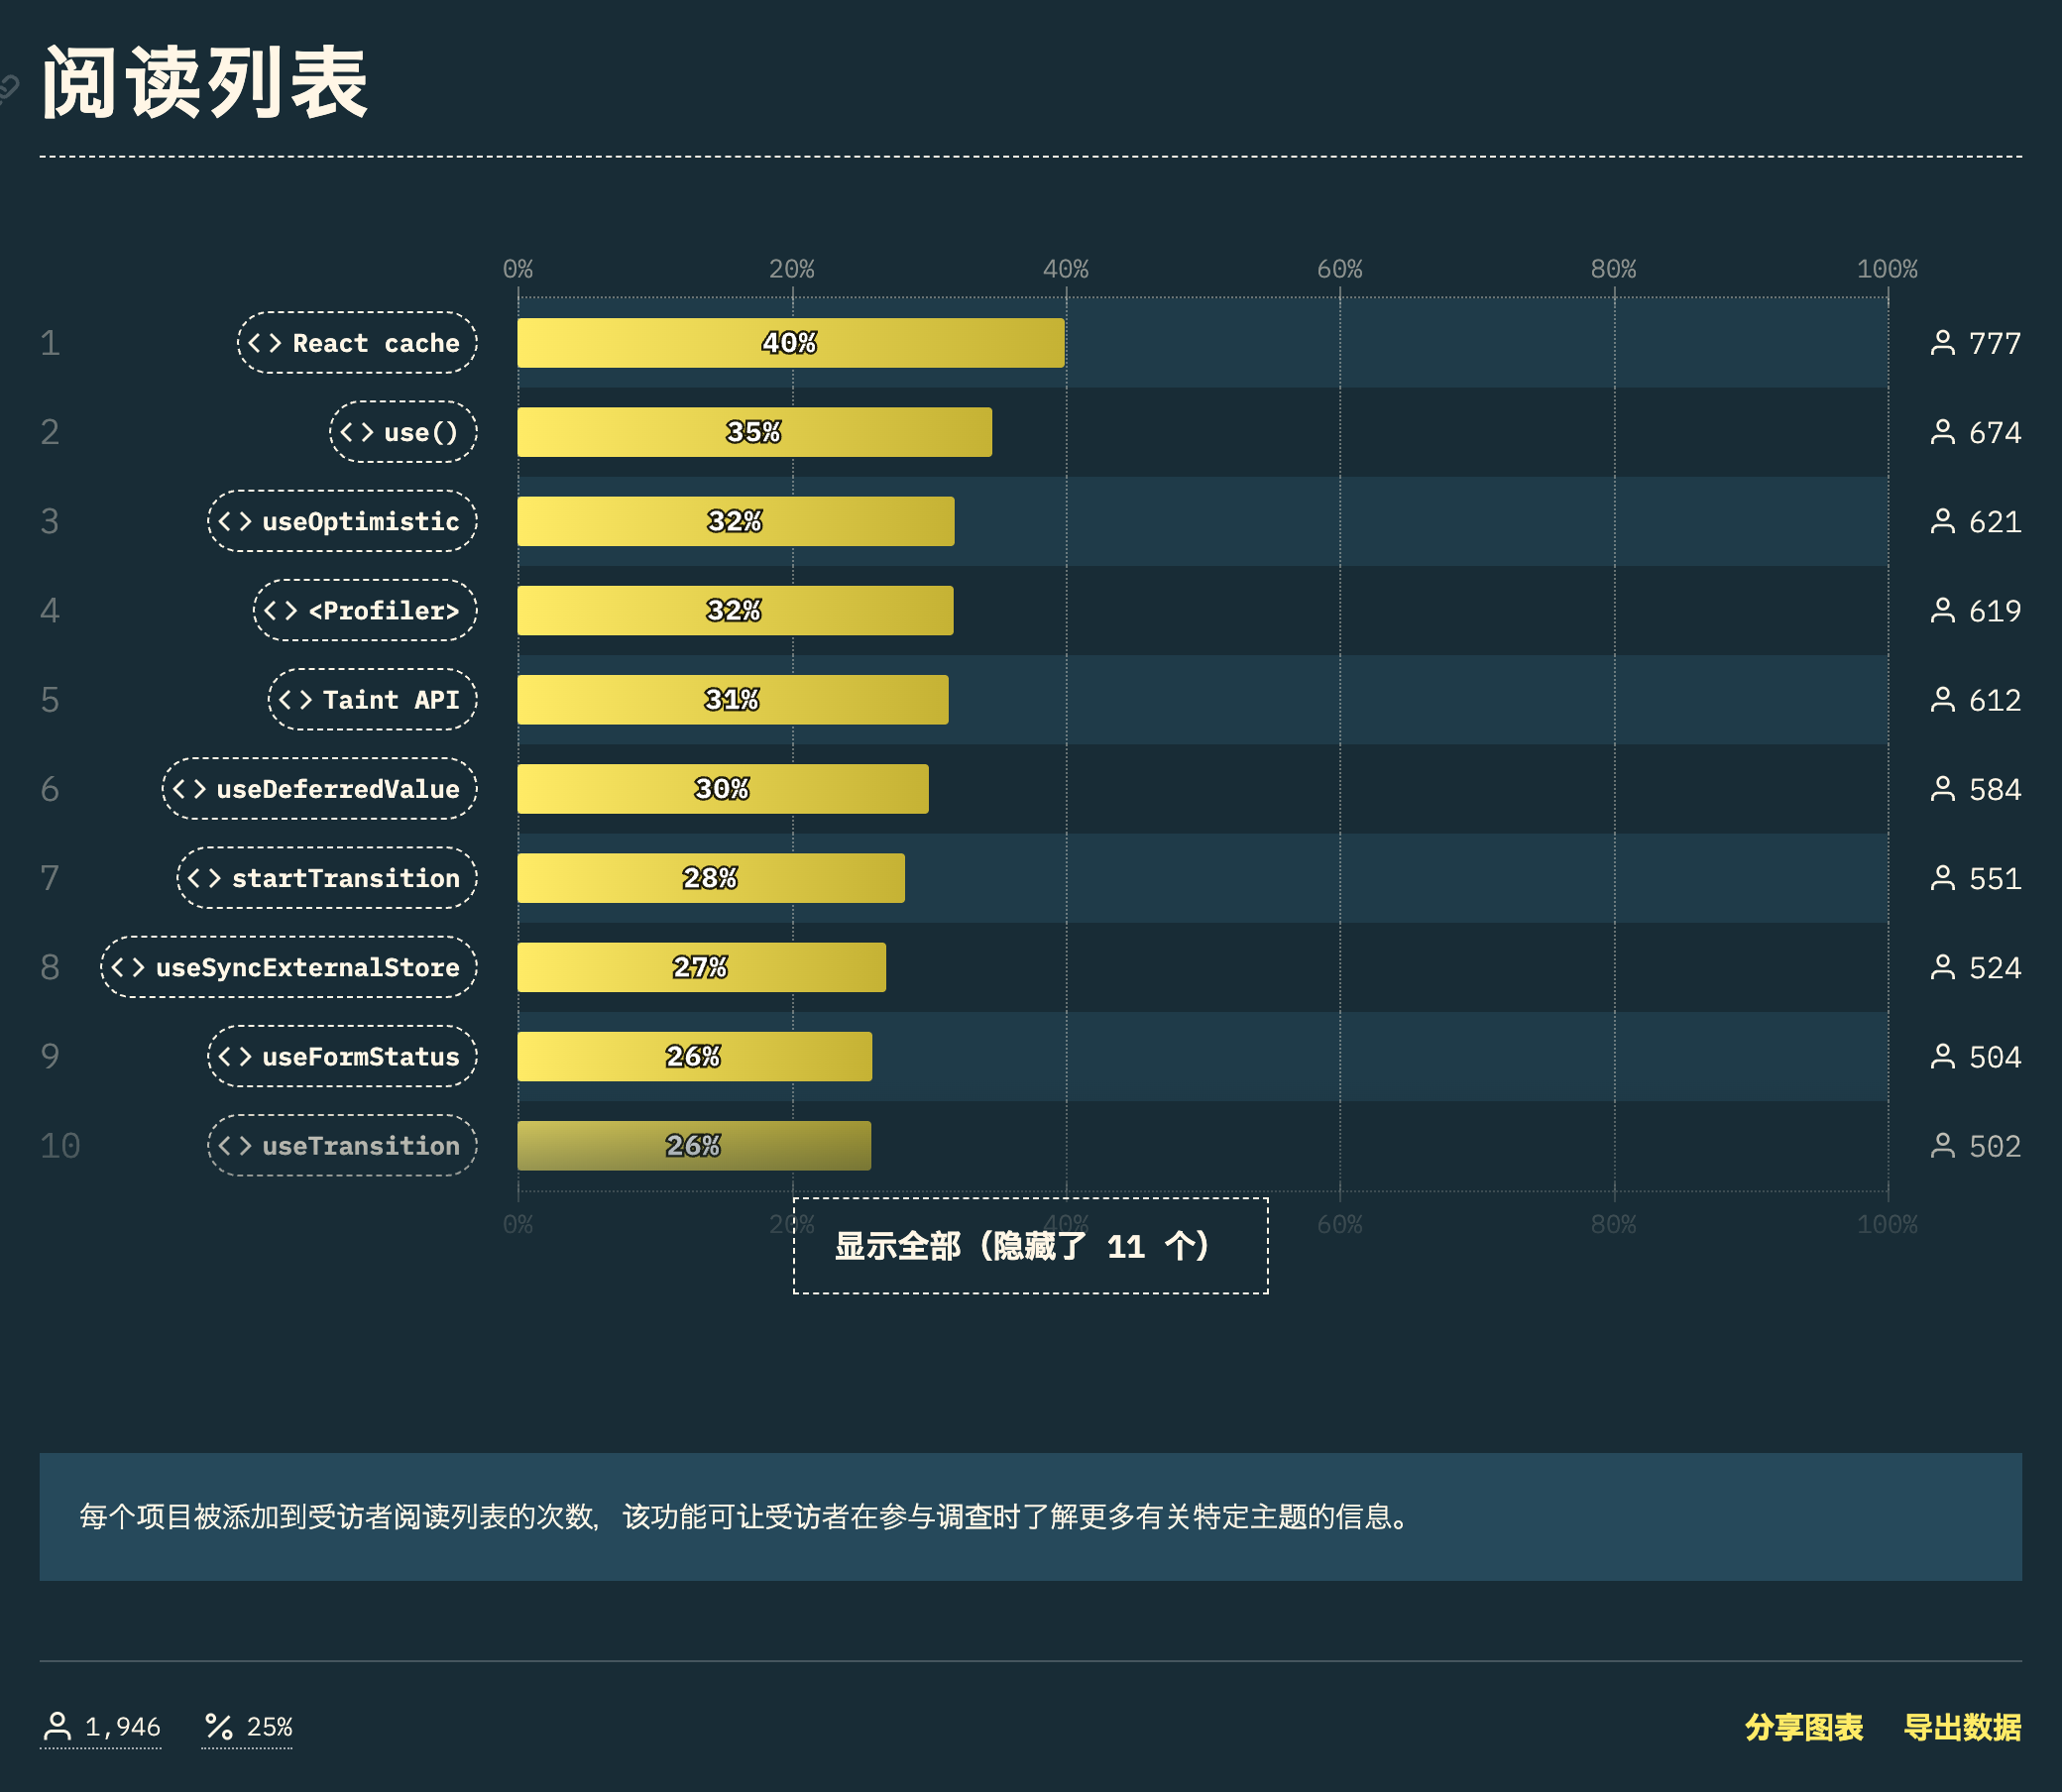 阅读列表
0% 20% 40% 60% 80% 100%
1 <> React cache 40% 777
2 <> use() 35% 674
3 <> useOptimistic 32% 621
4 <> <Profiler> 32% 619
5 <> Taint API 31% 612
6 <> useDeferredValue 30% 584
7 <> startTransition 28% 551
8 <> useSyncExternalStore 27% 524
9 <> useFormStatus 26% 504
10 <> useTransition 26% 502
0% 20% 40% 60% 80% 100%
显示全部（隐藏了 11 个）
每个项目被添加到受访者阅读列表的次数，该功能可让受访者在参与调查时了解更多有关特定主题的信息。
1,946 % 25% 分享图表 导出数据